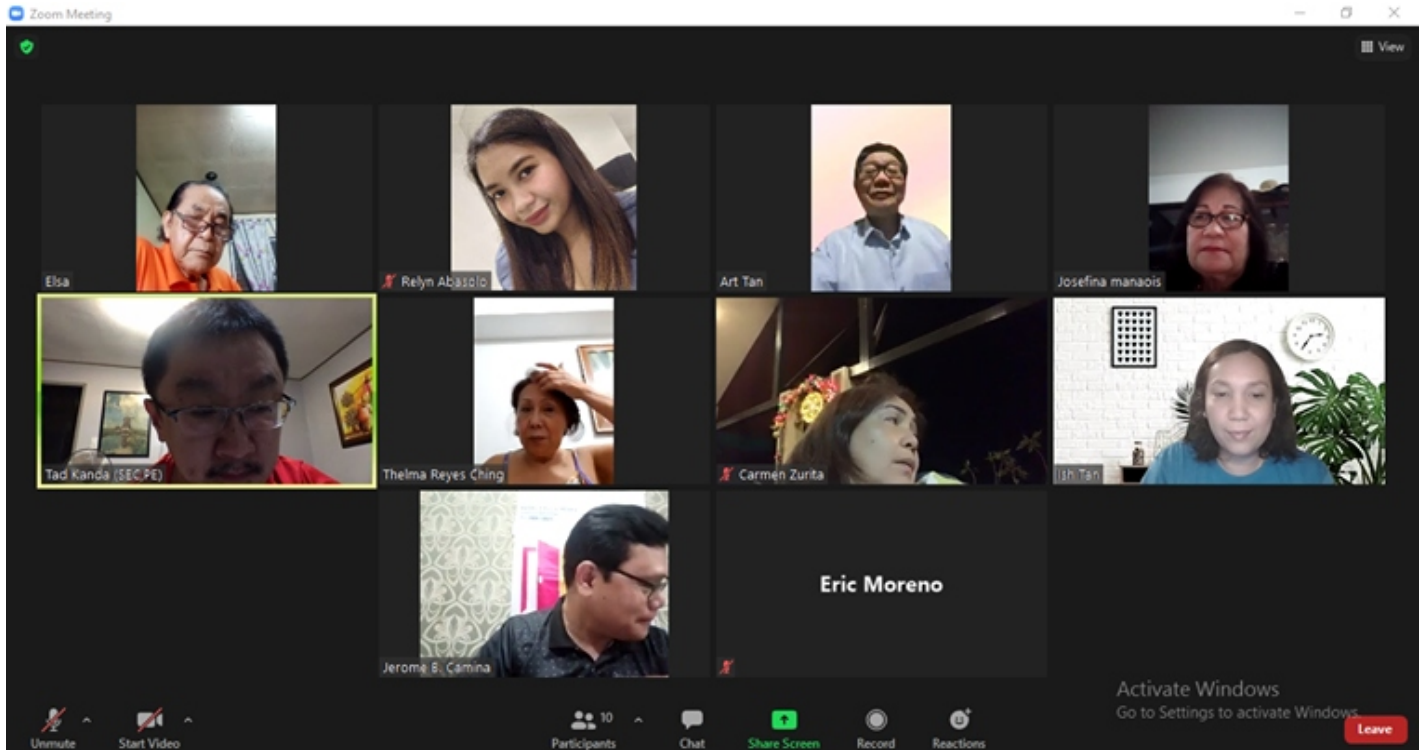 Zoom Meeting
View
Elsa
Relyn Abasolo
Art Tan
Josefina manaois
Tad Kanda (SEC PE)
Thelma Reyes Ching
Carmen Zurita
Ish Tan
Jerome B. Camina
Eric Moreno
Activate Windows
Go to Settings to activate Windows.
Unmute
Start Video
Participants
10
Chat
Share Screen
Record
Reactions
Leave